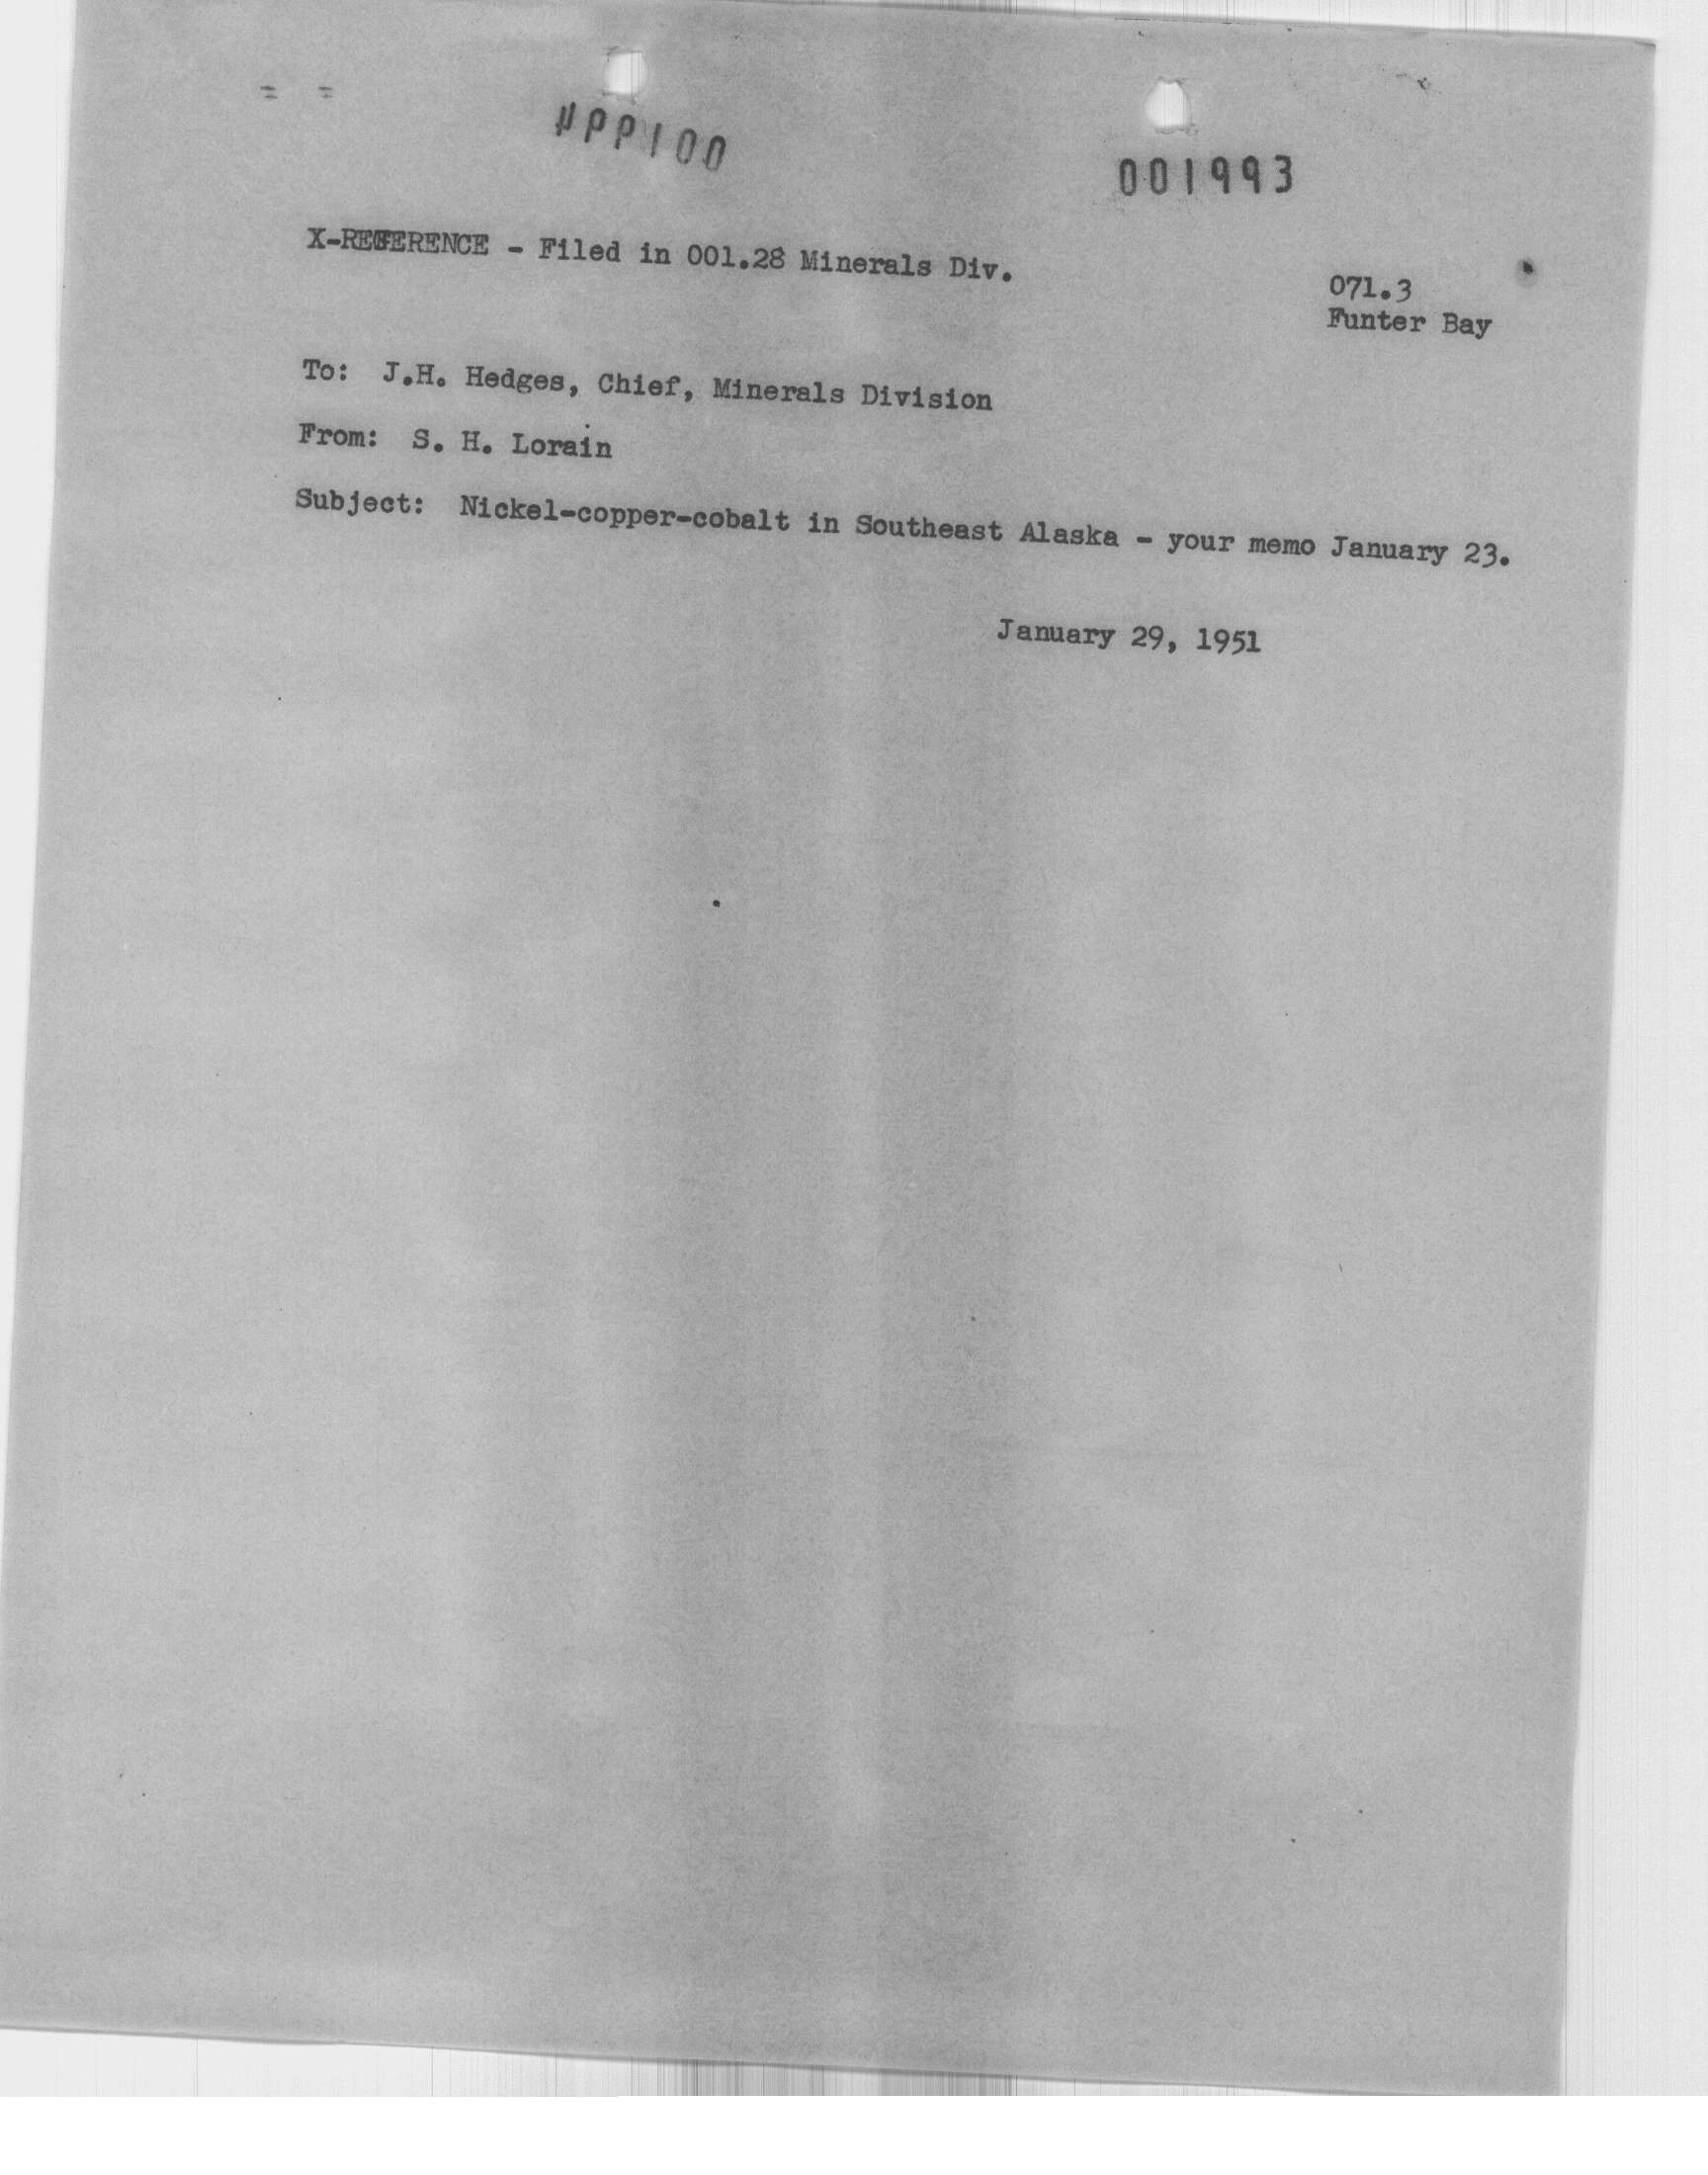 001994
001993
X-REFERENCE - Filed in 001.28 Minerals Div.
071.3
Funter Bay
To: J.H. Hedges, Chief, Minerals Division
From: S. H. Lorain
Subject: Nickel-copper-cobalt in Southeast Alaska - your memo January 23.
January 29, 1951